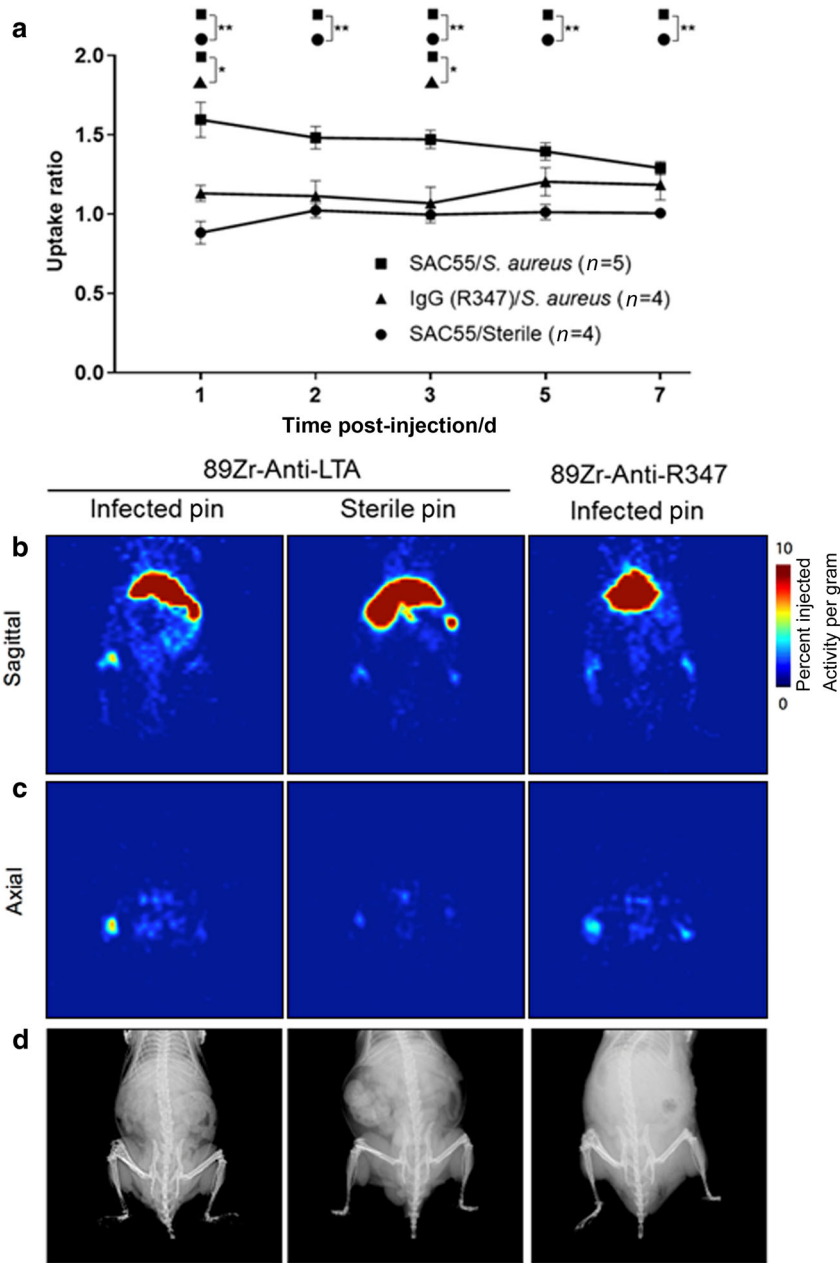 a
** ** ** ** **
* *
2.0
1.5
1.0
0.5
0.0
Uptake ratio
SAC55/S. aureus (n=5)
IgG (R347)/S. aureus (n=4)
SAC55/Sterile (n=4)
1 2 3 5 7
Time post-injection/d
89Zr-Anti-LTA 89Zr-Anti-R347
Infected pin Sterile pin Infected pin
b
Sagittal
10
0
Percent injected
Activity per gram
c
Axial
d